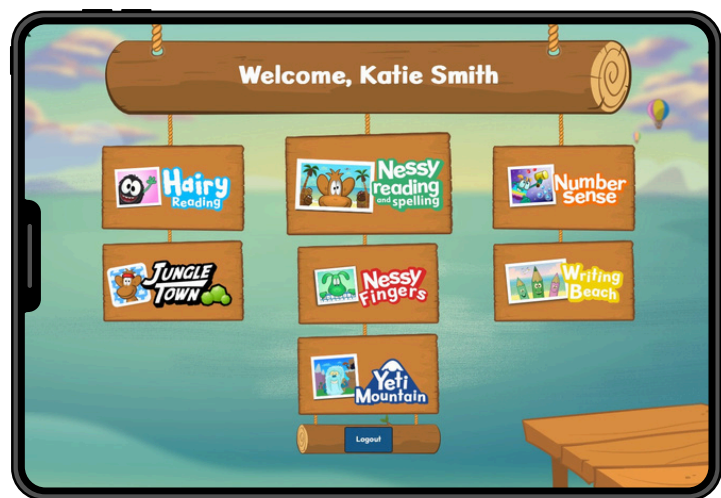 Welcome, Katie Smith
Hairy
Reading
Nessy
reading
and spelling
Number
Sense
Jungle
Town
Nessy
Fingers
Writing
Beach
Yeti
Mountain
Logout